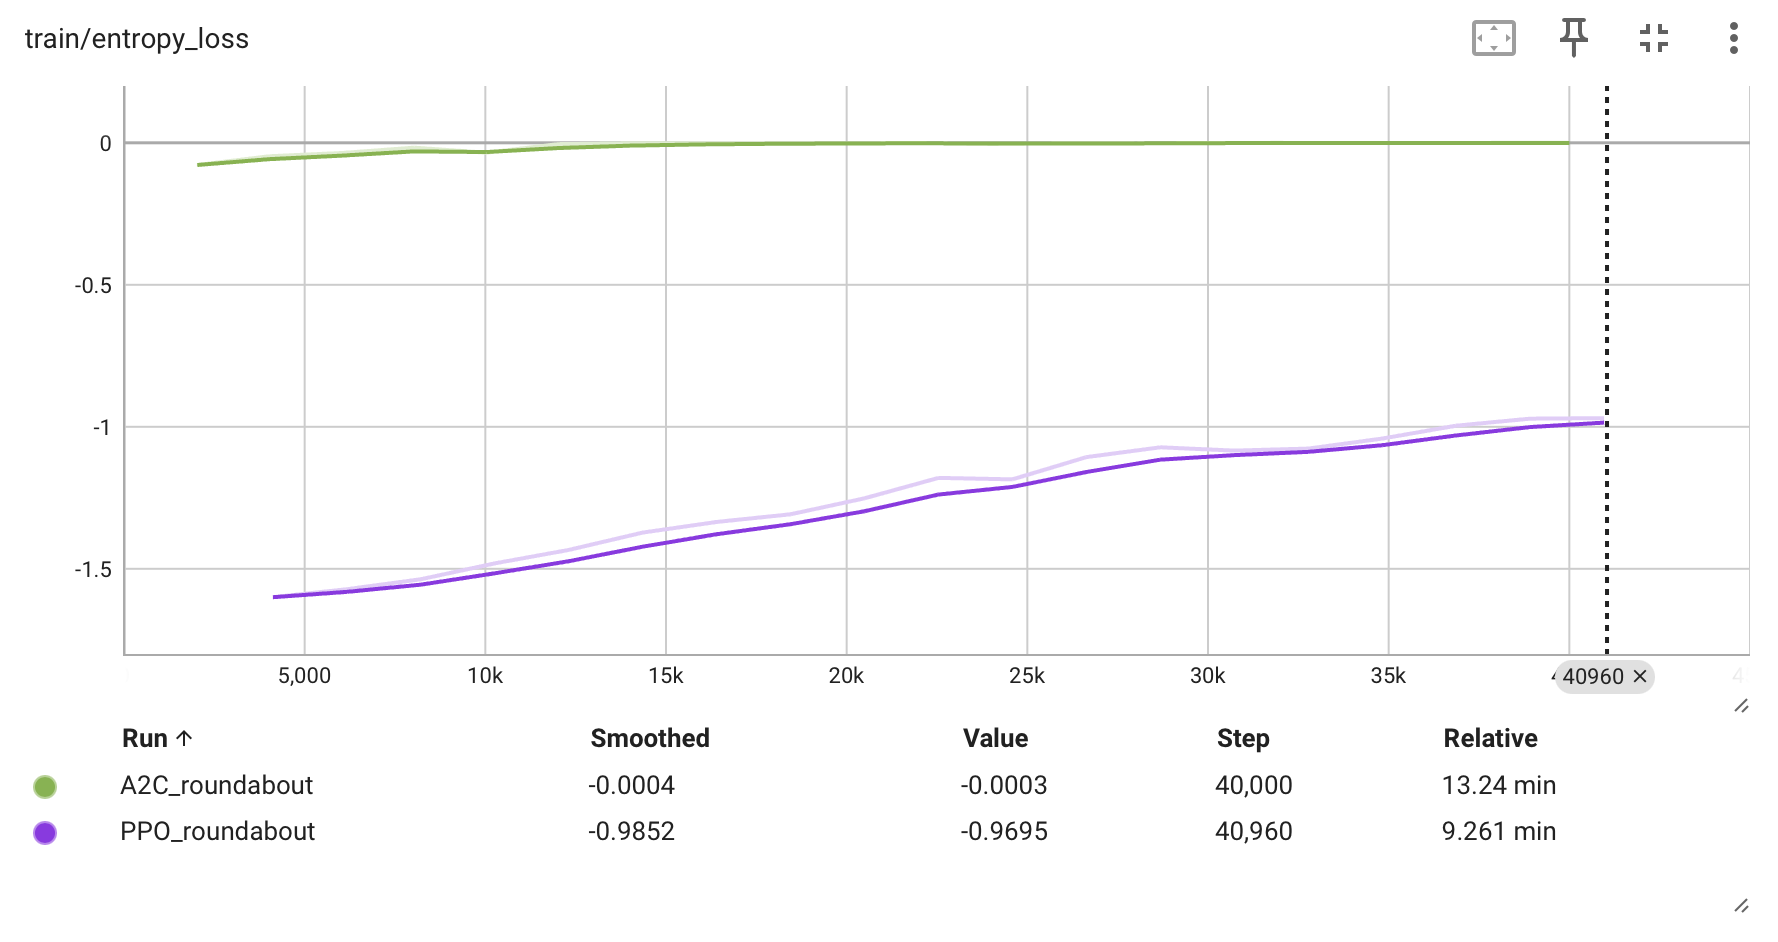 train/entropy_loss
0
-0.5
-1
-1.5
5,000 10k 15k 20k 25k 30k 35k 40960 ×
Run ↑ Smoothed Value Step Relative
A2C_roundabout -0.0004 -0.0003 40,000 13.24 min
PPO_roundabout -0.9852 -0.9695 40,960 9.261 min